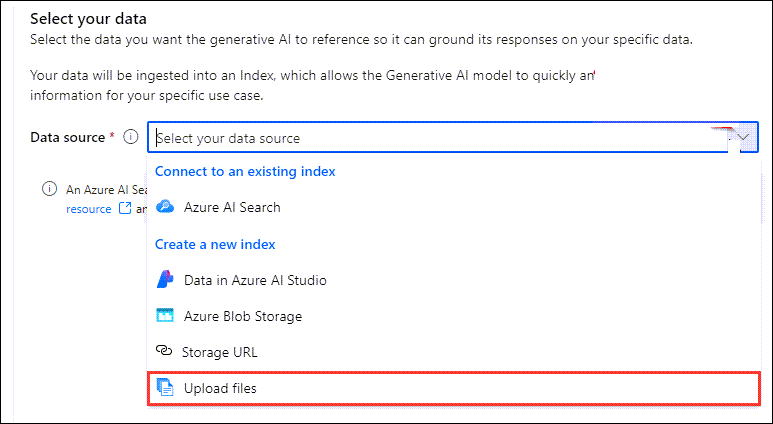 Select your data
Select the data you want the generative AI to reference so it can ground its responses on your specific data.
Your data will be ingested into an Index, which allows the Generative AI model to quickly
information for your specific use case.
Data source *
Select your data source
Connect to an existing index
An Azure AI
resource
Azure AI Search
Create a new index
Data in Azure AI Studio
Azure Blob Storage
Storage URL
Upload files